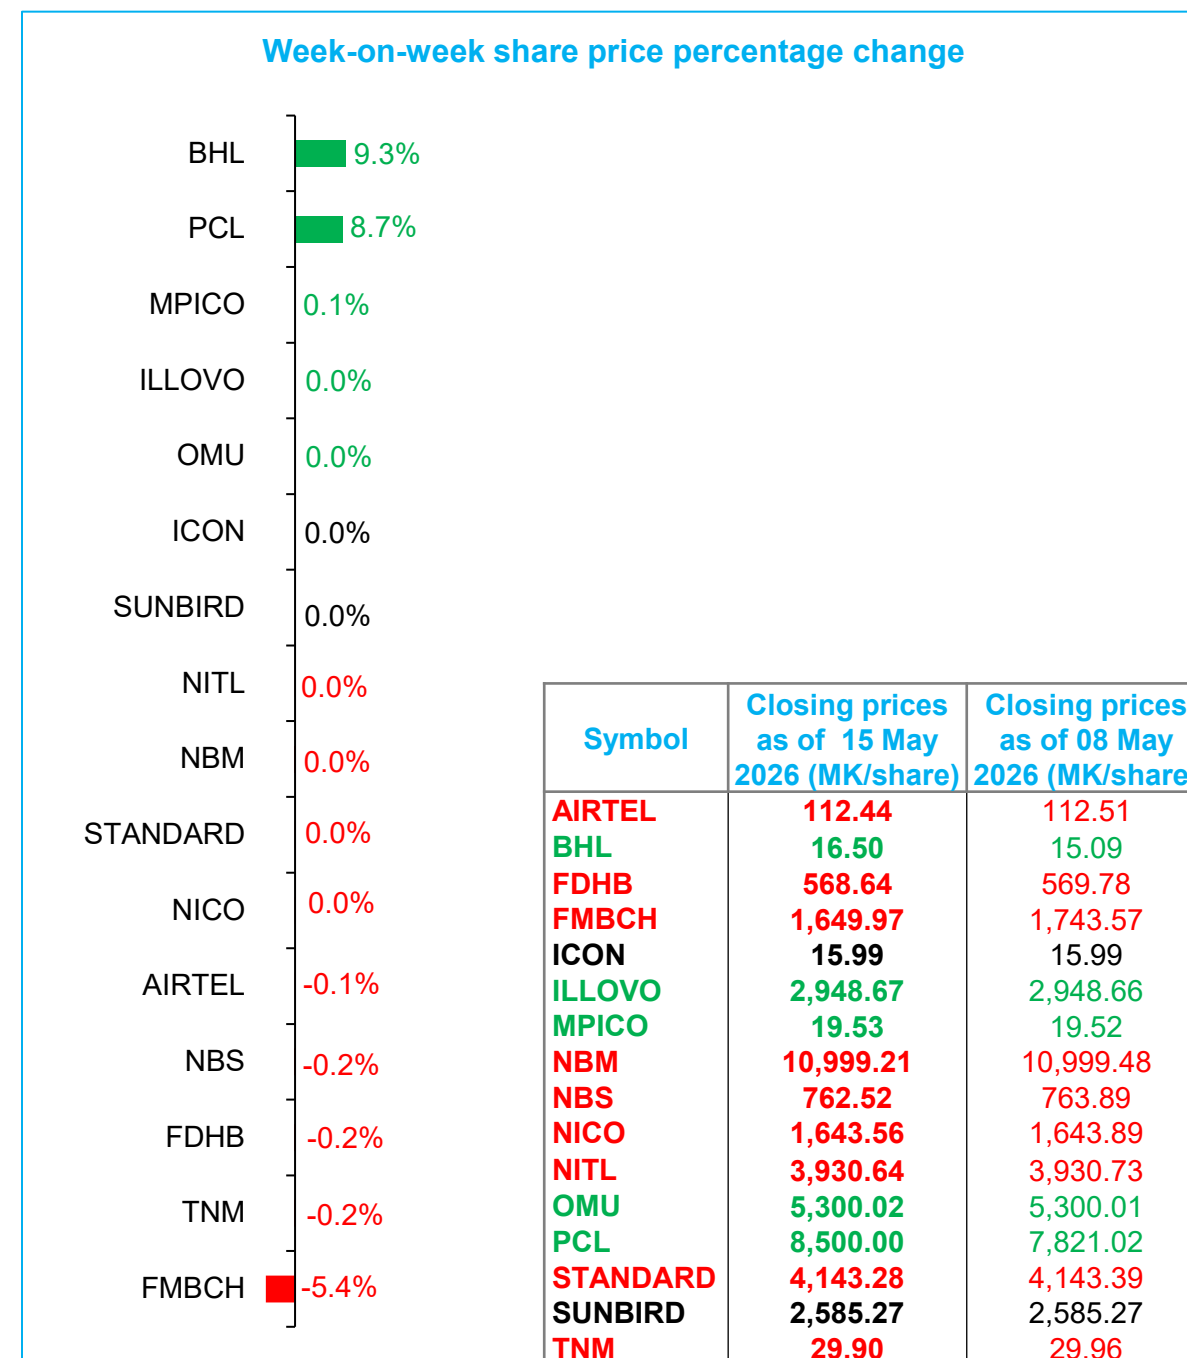 Week-on-week share price percentage change
BHL 9.3%
PCL 8.7%
MPICO 0.1%
ILLOVO 0.0%
OMU 0.0%
ICON 0.0%
SUNBIRD 0.0%
NITL 0.0%
NBM 0.0%
STANDARD 0.0%
NICO 0.0%
AIRTEL -0.1%
NBS -0.2%
FDHB -0.2%
TNM -0.2%
FMBCH -5.4%
Symbol
Closing prices
as of 15 May
2026 (MK/share)
Closing prices
as of 08 May
2026 (MK/share
AIRTEL 112.44 112.51
BHL 16.50 15.09
FDHB 568.64 569.78
FMBCH 1,649.97 1,743.57
ICON 15.99 15.99
ILLOVO 2,948.67 2,948.66
MPICO 19.53 19.52
NBM 10,999.21 10,999.48
NBS 762.52 763.89
NICO 1,643.56 1,643.89
NITL 3,930.64 3,930.73
OMU 5,300.02 5,300.01
PCL 8,500.00 7,821.02
STANDARD 4,143.28 4,143.39
SUNBIRD 2,585.27 2,585.27
TNM 29.90 29.96